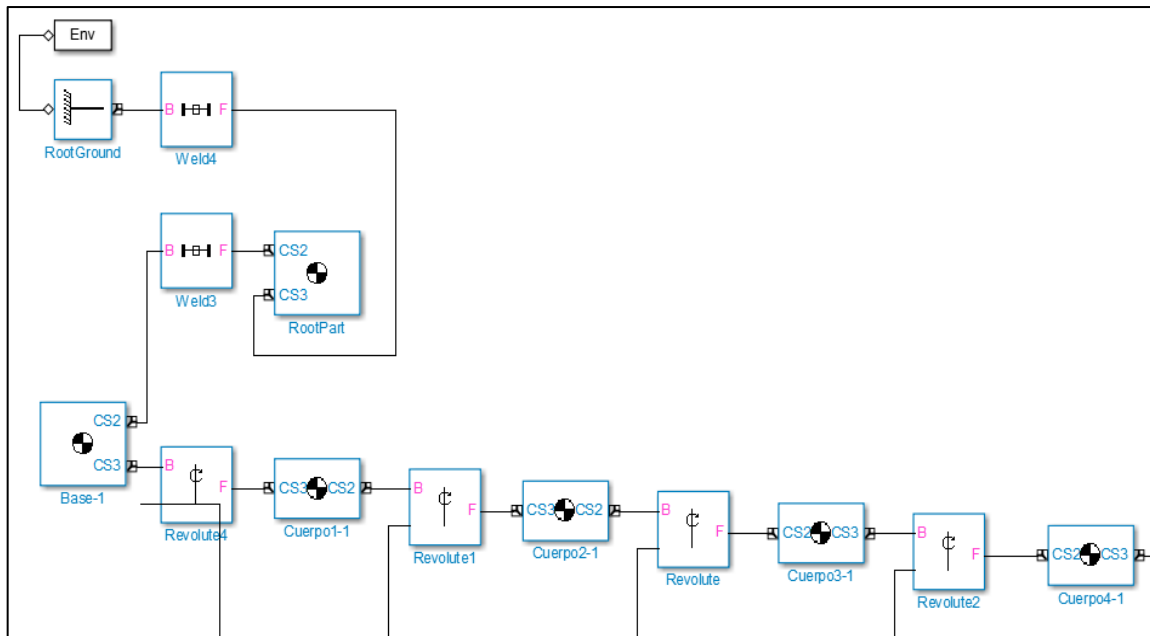 Env
RootGround
B F
Weld4
B F
Weld3
CS2
CS3
RootPart
CS2
CS3
Base-1
B
F
Revolute4
CS3 CS2
Cuerpo1-1
B
F
Revolute1
CS3 CS2
Cuerpo2-1
B
F
Revolute
CS2 CS3
Cuerpo3-1
B
F
Revolute2
CS2 CS3
Cuerpo4-1